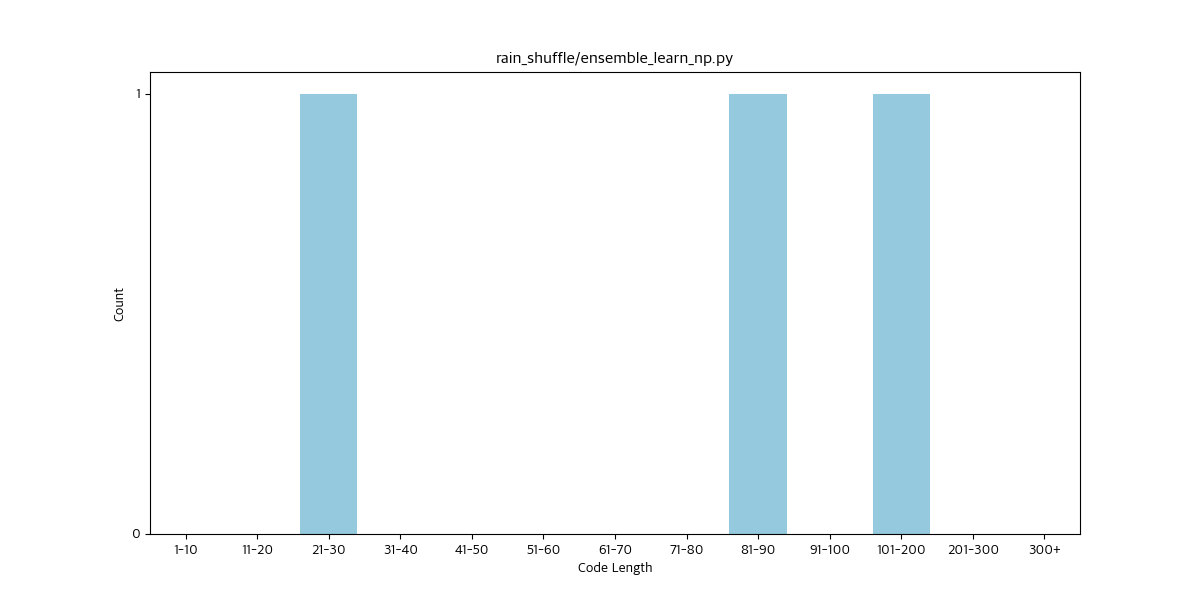 rain_shuffle/ensemble_learn_np.py
1
Count
0
1-10 11-20 21-30 31-40 41-50 51-60 61-70 71-80 81-90 91-100 101-200 201-300 300+
Code Length